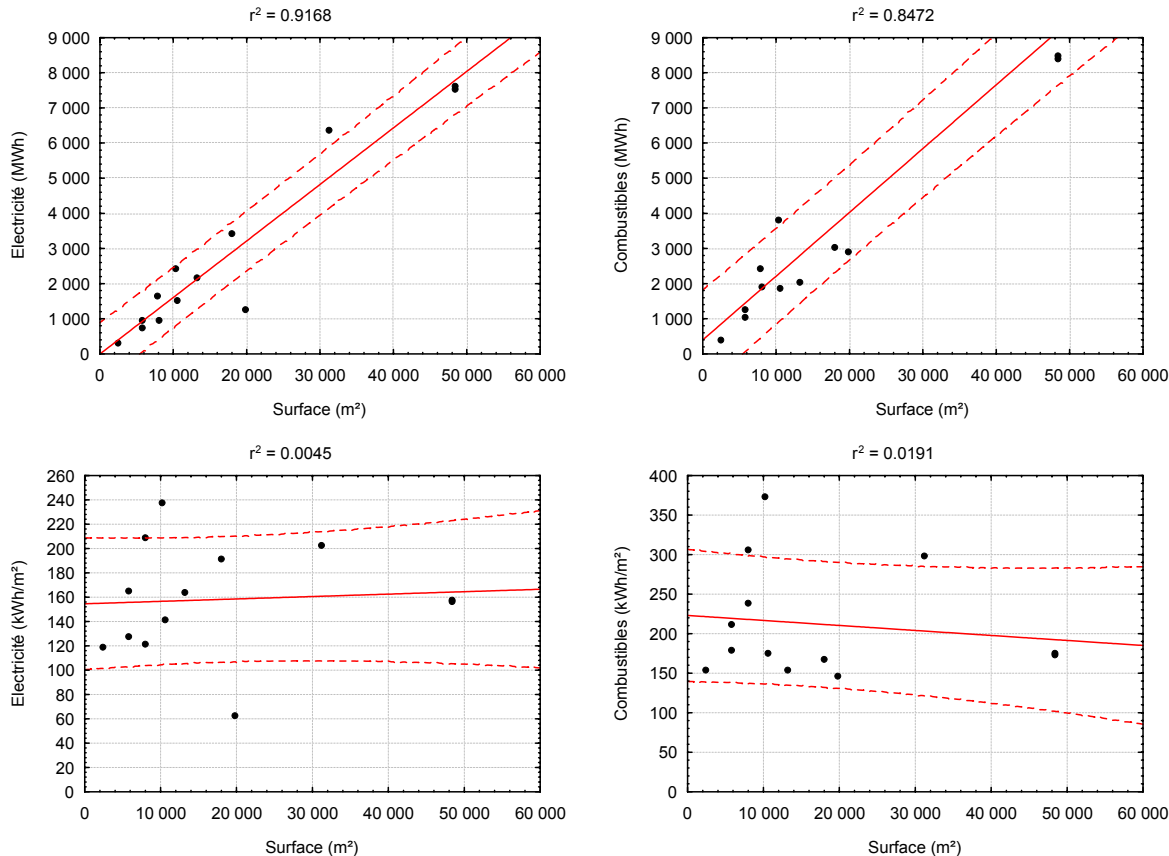 r² = 0.9168
9 000
8 000
7 000
6 000
5 000
4 000
3 000
2 000
1 000
0
Electricité (MWh)
0 10 000 20 000 30 000 40 000 50 000 60 000
Surface (m²)
r² = 0.8472
9 000
8 000
7 000
6 000
5 000
4 000
3 000
2 000
1 000
0
Combustibles (MWh)
0 10 000 20 000 30 000 40 000 50 000 60 000
Surface (m²)
r² = 0.0045
260
240
220
200
180
160
140
120
100
80
60
40
20
0
Electricité (kWh/m²)
0 10 000 20 000 30 000 40 000 50 000 60 000
Surface (m²)
r² = 0.0191
400
350
300
250
200
150
100
50
0
Combustibles (kWh/m²)
0 10 000 20 000 30 000 40 000 50 000 60 000
Surface (m²)